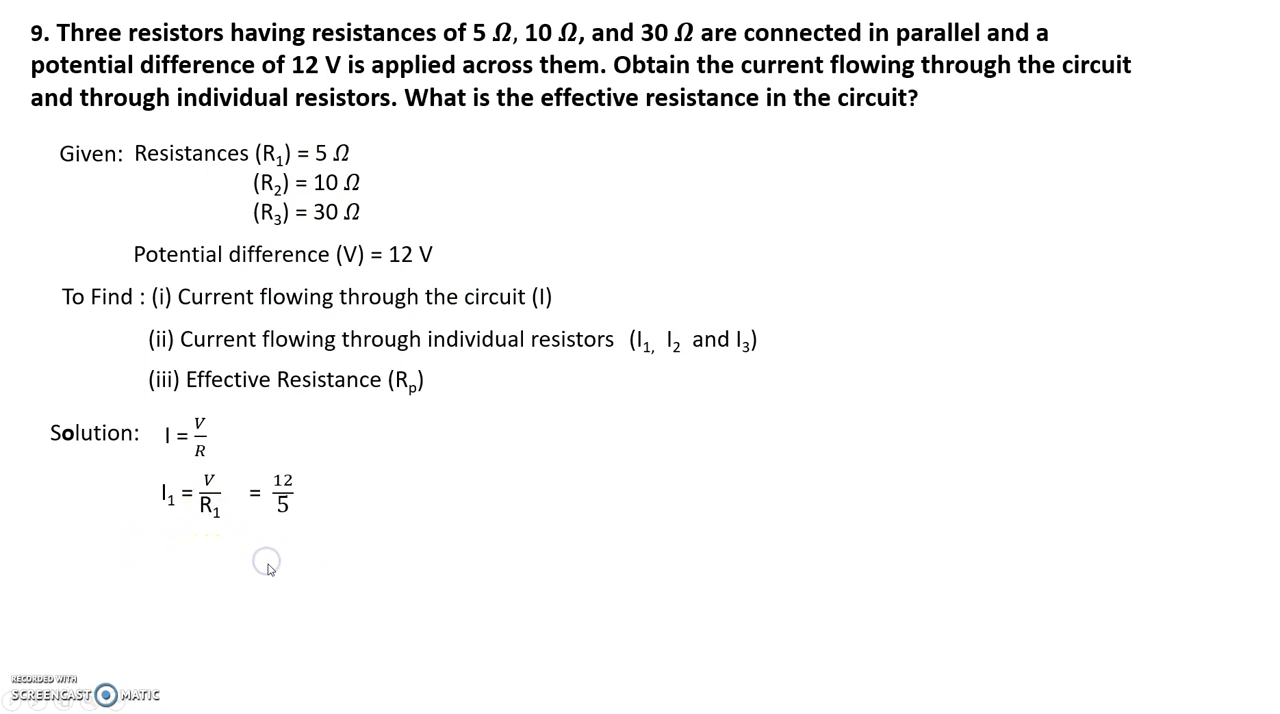 9. Three resistors having resistances of 5 Ω, 10 Ω, and 30 Ω are connected in parallel and a
potential difference of 12 V is applied across them. Obtain the current flowing through the circuit
and through individual resistors. What is the effective resistance in the circuit?
Given: Resistances (R₁) = 5 Ω
(R₂) = 10 Ω
(R₃) = 30 Ω
Potential difference (V) = 12 V
To Find : (i) Current flowing through the circuit (I)
(ii) Current flowing through individual resistors (I₁, I₂ and I₃)
(iii) Effective Resistance (Rₚ)
Solution: I = V/R
I₁ = V/R₁ = 12/5
RECORDED WITH
SCREENCAST MATIC